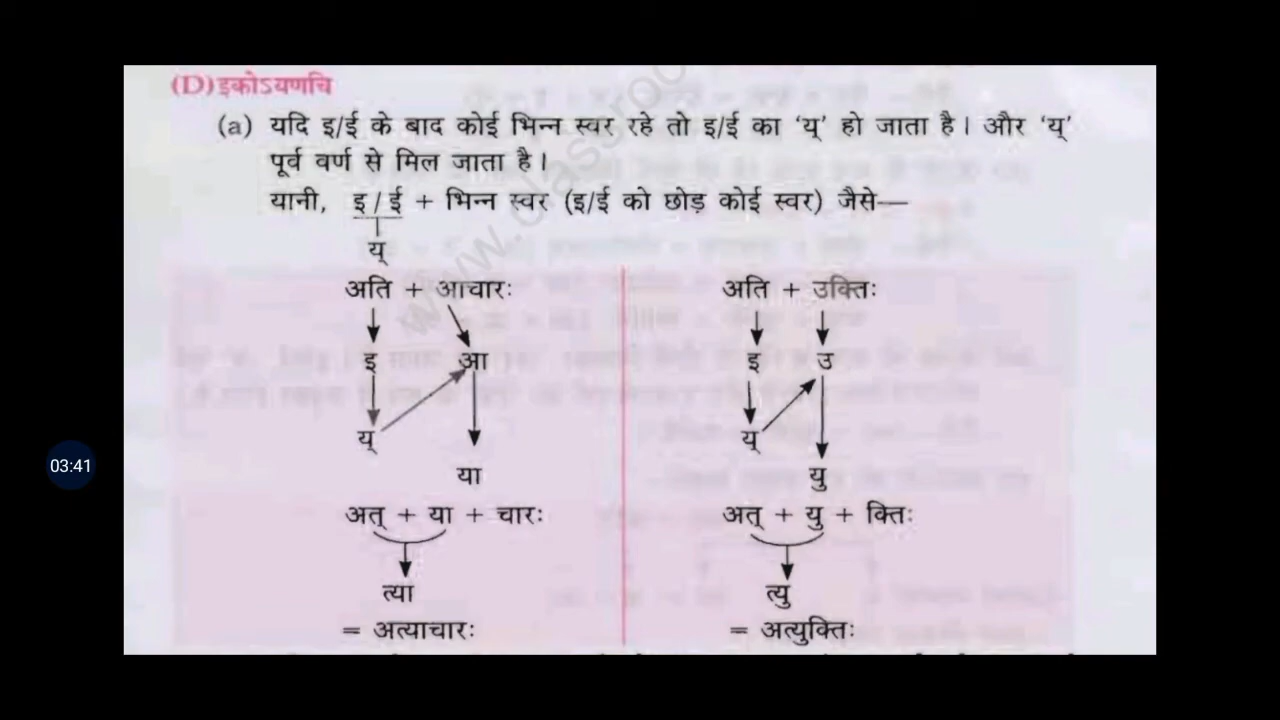 (D) इकोऽयणचि
(a) यदि इ/ई के बाद कोई भिन्न स्वर रहे तो इ/ई का ‘य्’ हो जाता है। और ‘य्’
पूर्व वर्ण से मिल जाता है।
यानी, इ / ई + भिन्न स्वर (इ/ई को छोड़ कोई स्वर) जैसे—
य्
अति + आचारः
इ आ
य्
या
अत् + या + चारः
त्या
= अत्याचारः
अति + उक्तिः
इ उ
य्
यु
अत् + यु + क्तिः
त्यु
= अत्युक्तिः
03:41